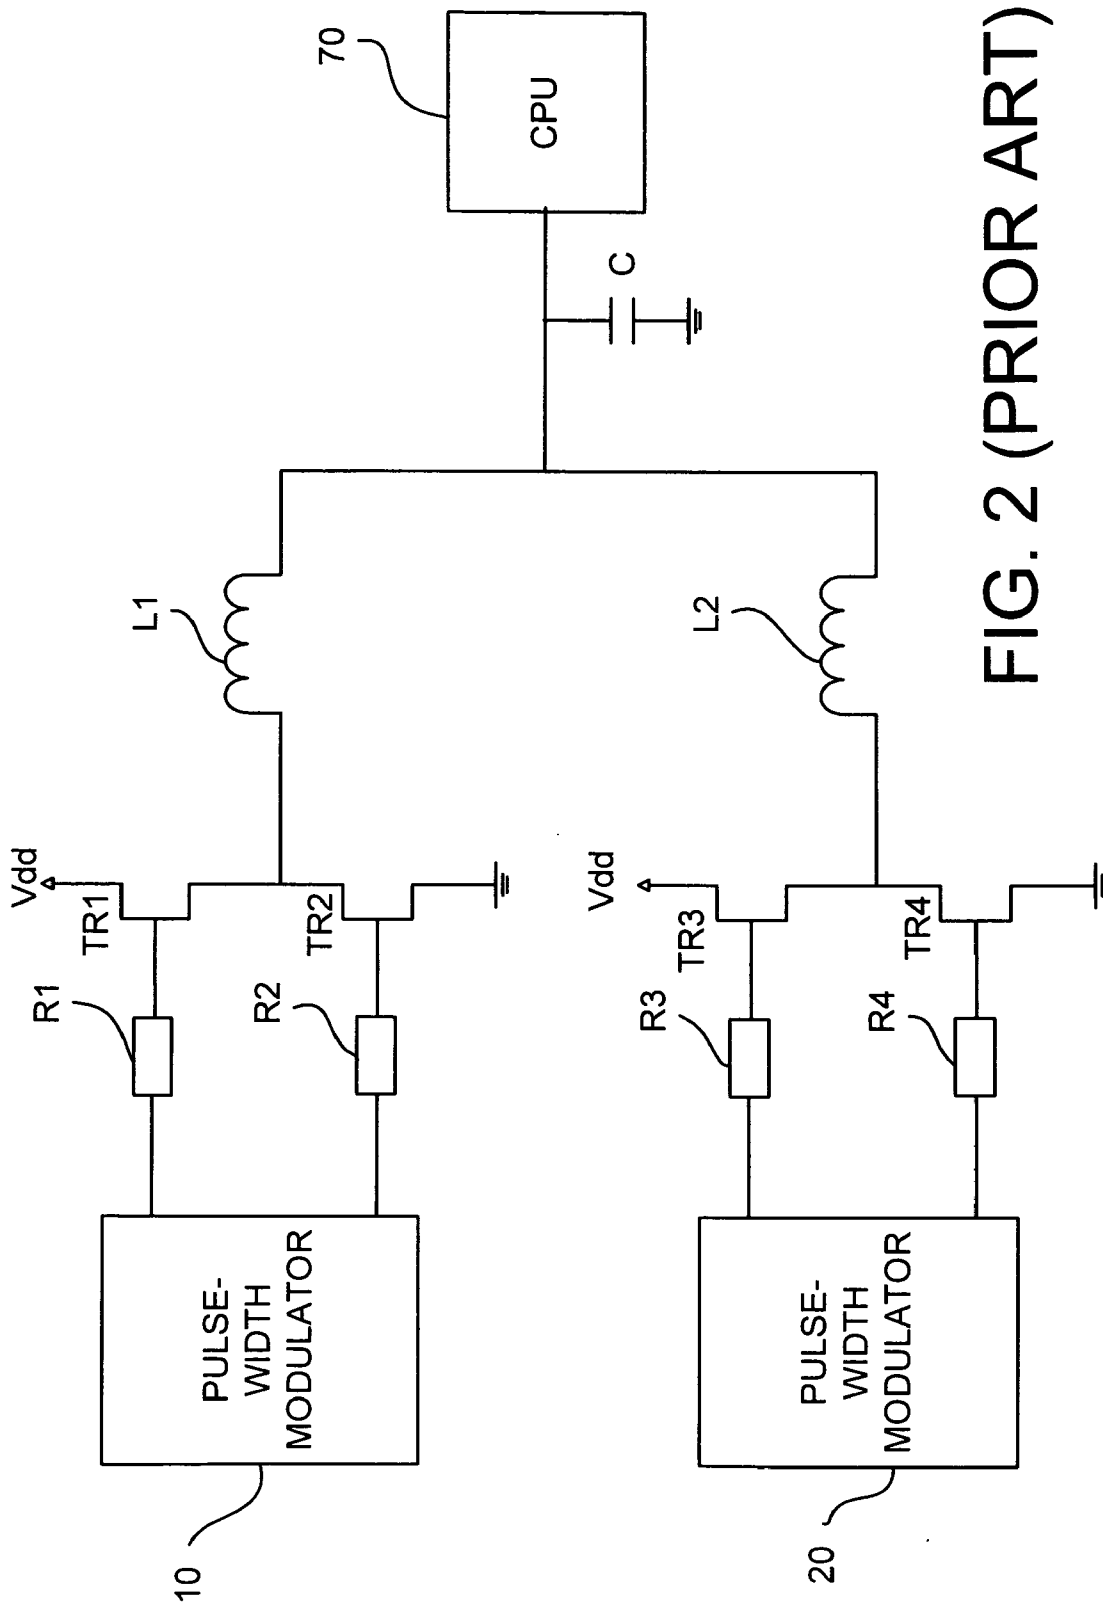 Vdd
TR1
R1
TR2
R2
PULSE-
WIDTH
MODULATOR
10
L1
70
CPU
C
Vdd
TR3
R3
TR4
R4
PULSE-
WIDTH
MODULATOR
20
L2
FIG. 2 (PRIOR ART)